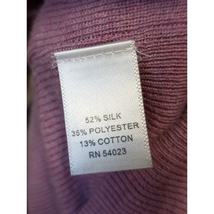 52% SILK
35% POLYESTER
13% COTTON
RN 54023